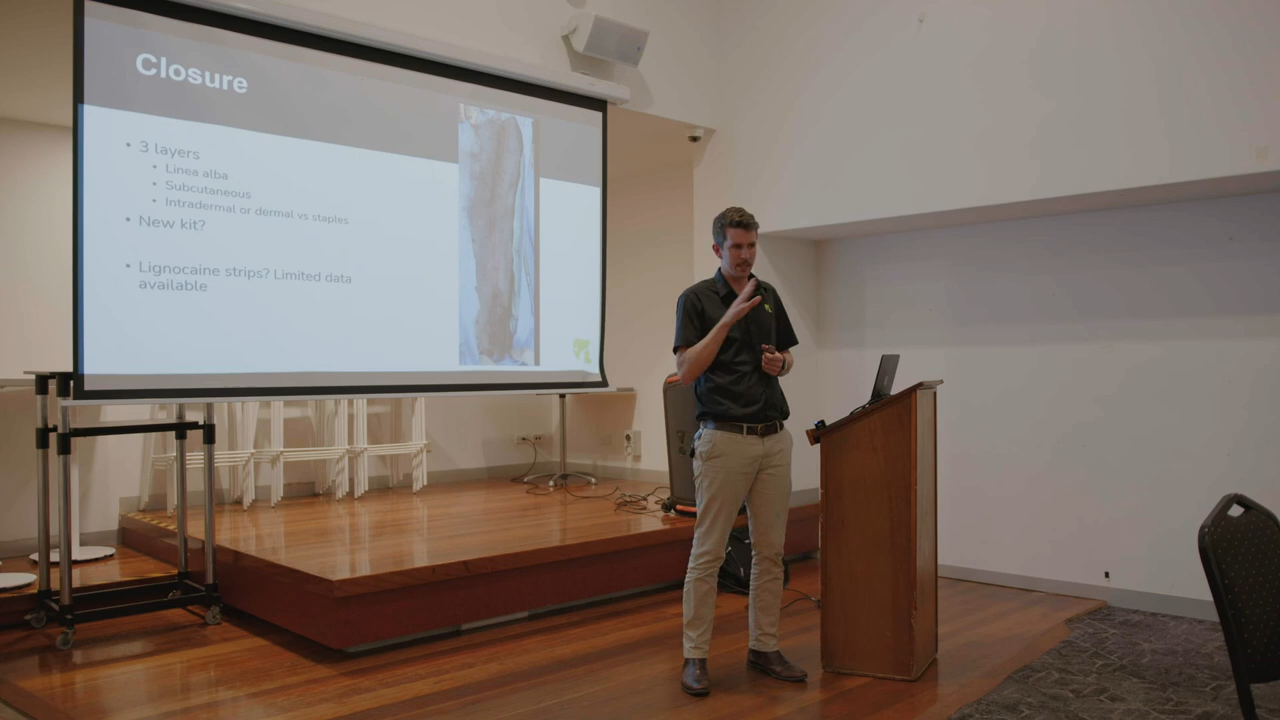 Closure
• 3 layers
• Linea alba
• Subcutaneous
• Intradermal or dermal vs staples
• New kit?
• Lignocaine strips? Limited data
available